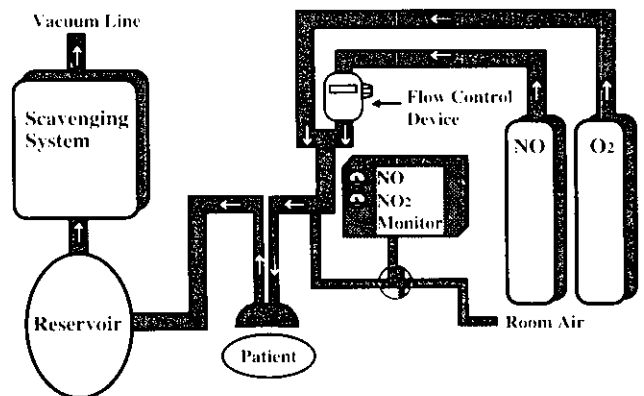 Vacuum Line
Scavenging
System
Flow Control
Device
NO
O2
NO
NO2
Monitor
Reservoir
Patient
Room Air